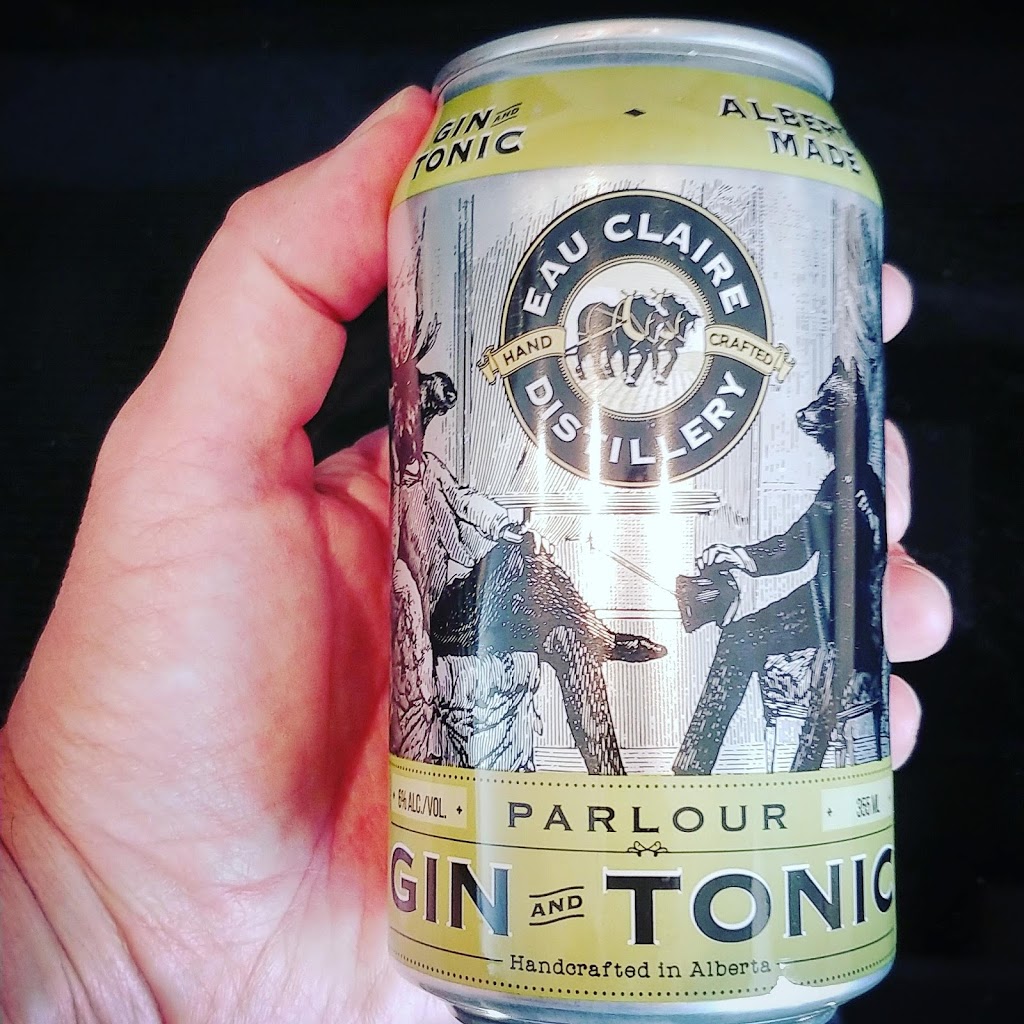 GIN AND
TONIC
ALBERTA
MADE
EAU CLAIRE
HAND CRAFTED
DISTILLERY
6% ALC./VOL.
PARLOUR
355 ML
GIN AND TONIC
Handcrafted in Alberta